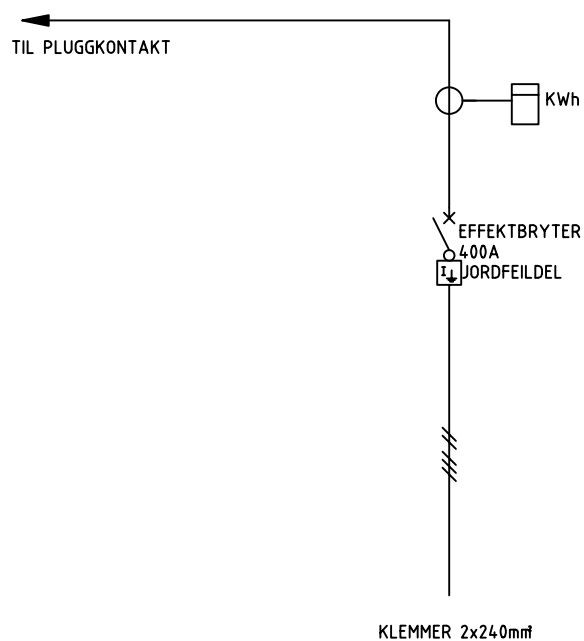 TIL PLUGGKONTAKT
KWh
EFFEKTBRYTER
400A
I JORDFEILDEL
KLEMMER 2x240mm²